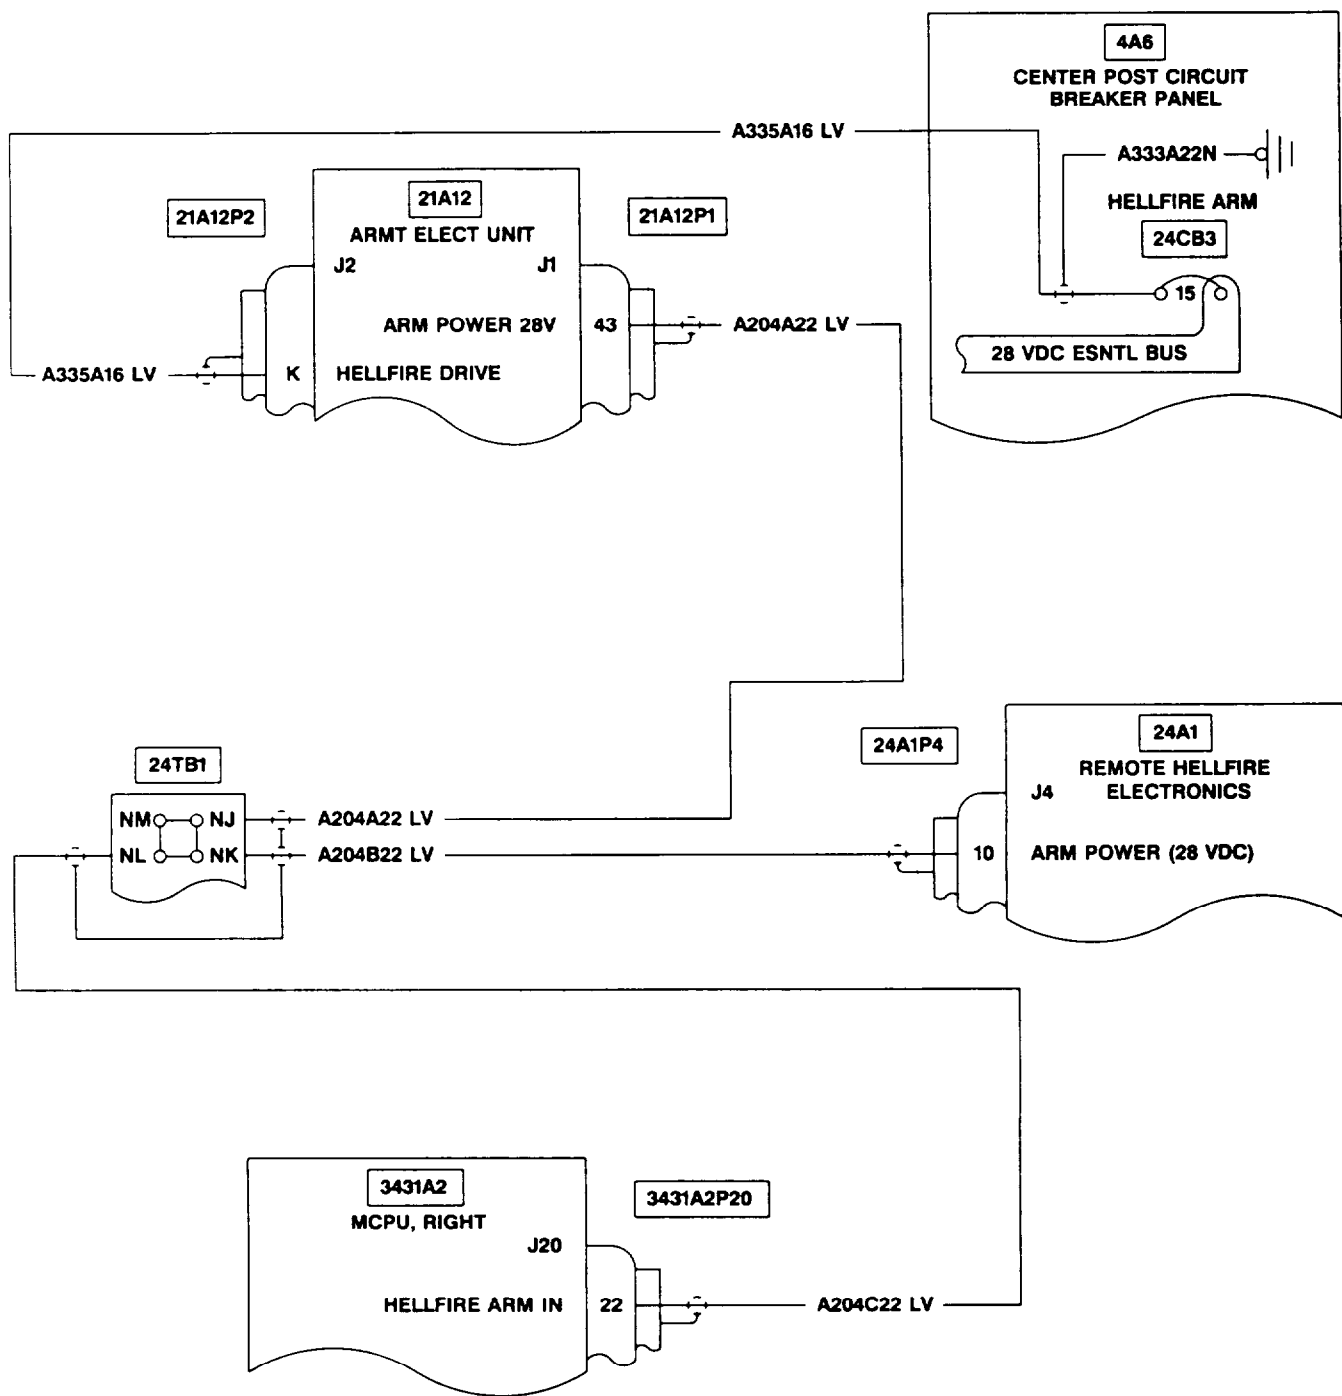 4A6
CENTER POST CIRCUIT
BREAKER PANEL
A335A16 LV
A333A22N
HELLFIRE ARM
24CB3
15
28 VDC ESNTL BUS
21A12P2
21A12
21A12P1
ARMT ELECT UNIT
J2
J1
ARM POWER 28V
43
A204A22 LV
A335A16 LV
K
HELLFIRE DRIVE
24TB1
NM
NJ
A204A22 LV
NL
NK
A204B22 LV
24A1P4
24A1
REMOTE HELLFIRE
ELECTRONICS
J4
10
ARM POWER (28 VDC)
3431A2
3431A2P20
MCPU, RIGHT
J20
HELLFIRE ARM IN
22
A204C22 LV